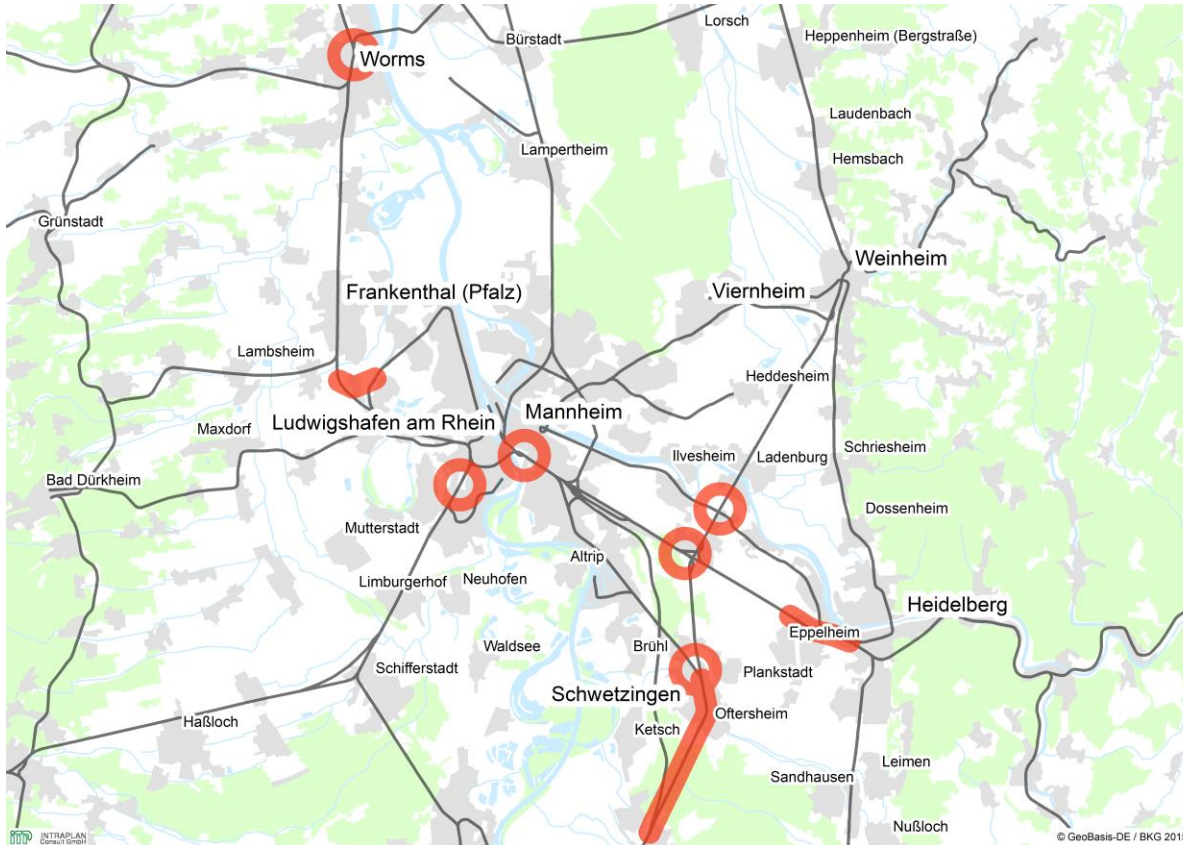 Lorsch
Heppenheim (Bergstraße)
Bürstadt
Worms
Laudenbach
Lampertheim
Hemsbach
Grünstadt
Weinheim
Frankenthal (Pfalz)
Viernheim
Lambsheim
Heddesheim
Mannheim
Ludwigshafen am Rhein
Maxdorf
Schriesheim
Ilvesheim
Ladenburg
Bad Dürkheim
Dossenheim
Mutterstadt
Altrip
Limburgerhof
Neuhofen
Heidelberg
Eppelheim
Waldsee
Brühl
Schifferstadt
Plankstadt
Schwetzingen
Oftersheim
Haßloch
Ketsch
Leimen
Sandhausen
Nußloch
itp INTRAPLAN
Consult GmbH
© GeoBasis-DE / BKG 2015